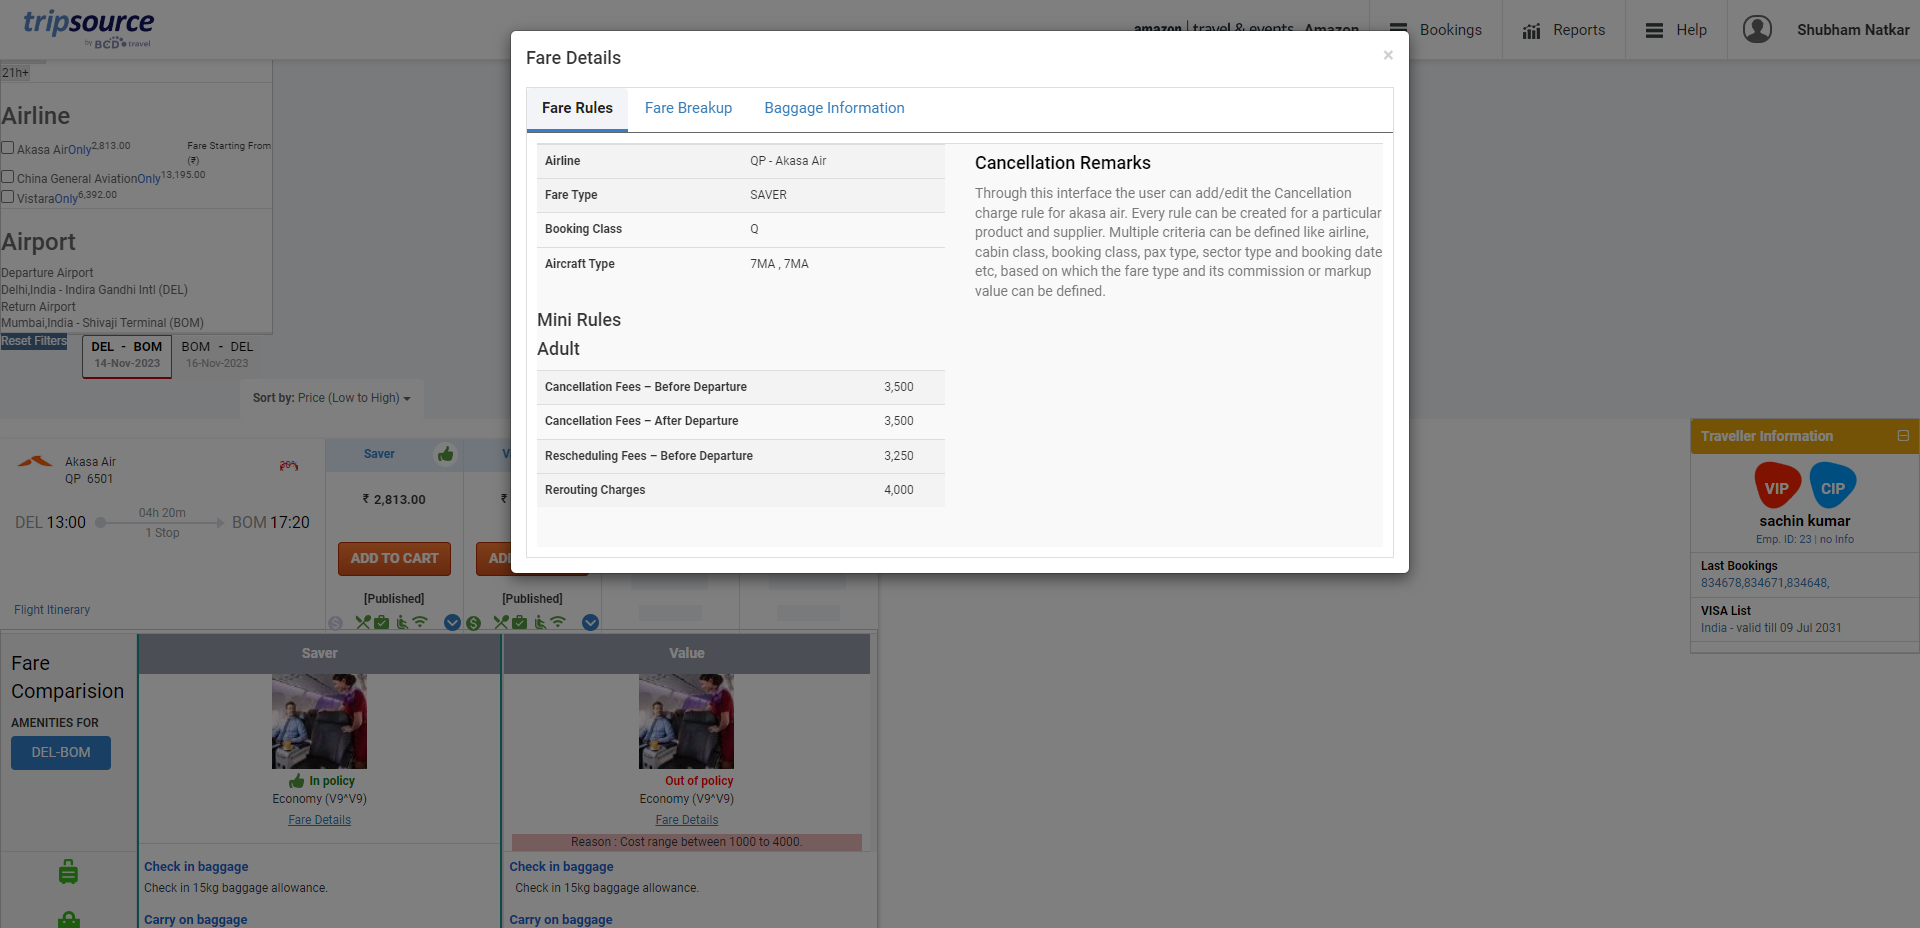 tripsource
by BCD travel
amazon | travel & events Amazon
Bookings
Reports
Help
Shubham Natkar
21h+
Airline
Akasa AirOnly2,813.00
Fare Starting From
(₹)
China General AviationOnly13,195.00
VistaraOnly6,392.00
Airport
Departure Airport
Delhi,India - Indira Gandhi Intl (DEL)
Return Airport
Mumbai,India - Shivaji Terminal (BOM)
Reset Filters
DEL - BOM
14-Nov-2023
BOM - DEL
16-Nov-2023
Sort by: Price (Low to High)
Fare Details
×
Fare Rules
Fare Breakup
Baggage Information
Airline QP - Akasa Air
Fare Type SAVER
Booking Class Q
Aircraft Type 7MA , 7MA
Mini Rules
Adult
Cancellation Fees – Before Departure 3,500
Cancellation Fees – After Departure 3,500
Rescheduling Fees – Before Departure 3,250
Rerouting Charges 4,000
Cancellation Remarks
Through this interface the user can add/edit the Cancellation
charge rule for akasa air. Every rule can be created for a particular
product and supplier. Multiple criteria can be defined like airline,
cabin class, booking class, pax type, sector type and booking date
etc, based on which the fare type and its commission or markup
value can be defined.
Akasa Air
QP 6501
DEL 13:00
04h 20m
1 Stop
BOM 17:20
Flight Itinerary
Saver
₹ 2,813.00
ADD TO CART
[Published]
V
₹
AD
[Published]
Traveller Information
VIP
CIP
sachin kumar
Emp. ID: 23 | no Info
Last Bookings
834678,834671,834648,
VISA List
India - valid till 09 Jul 2031
Fare
Comparision
AMENITIES FOR
DEL-BOM
Saver
In policy
Economy (V9^V9)
Fare Details
Check in baggage
Check in 15kg baggage allowance.
Carry on baggage
Value
Out of policy
Economy (V9^V9)
Fare Details
Reason : Cost range between 1000 to 4000.
Check in baggage
Check in 15kg baggage allowance.
Carry on baggage